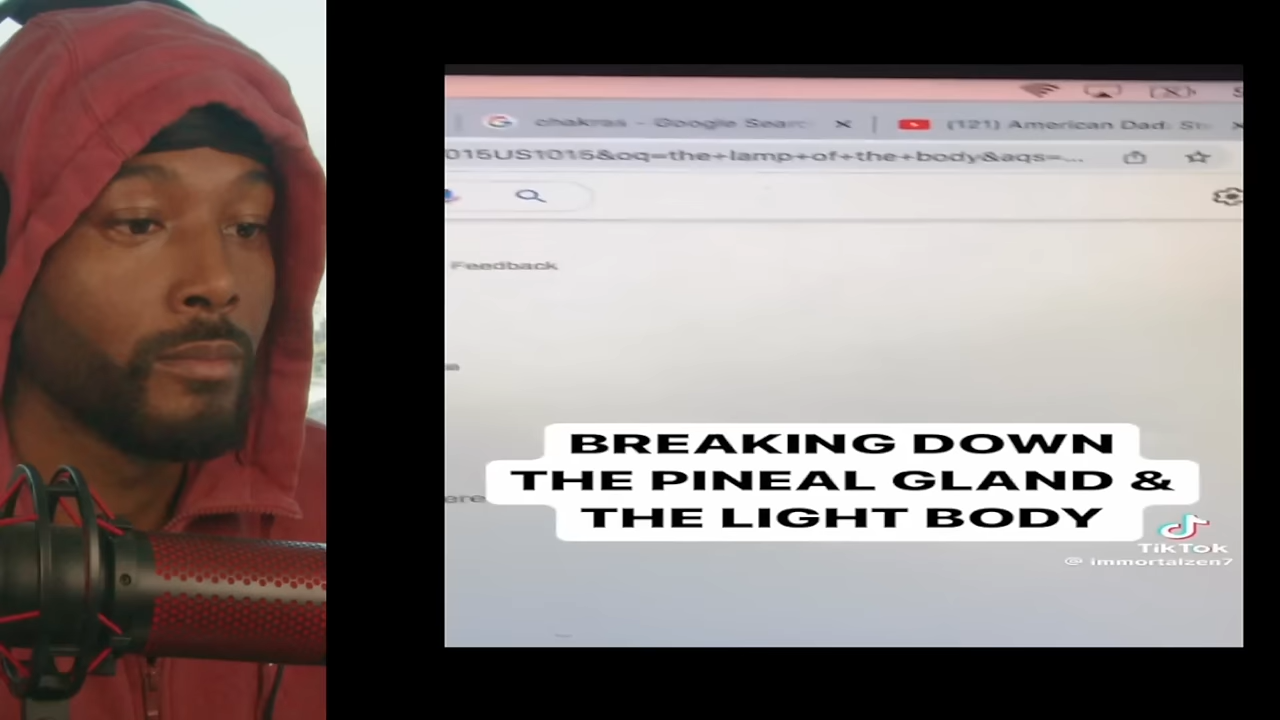 chakras - Google Searc
(121) American Dad: St
015US1015&oq=the+lamp+of+the+body&aqs=...
Feedback
BREAKING DOWN
THE PINEAL GLAND &
THE LIGHT BODY
TikTok
@ immortalzen7